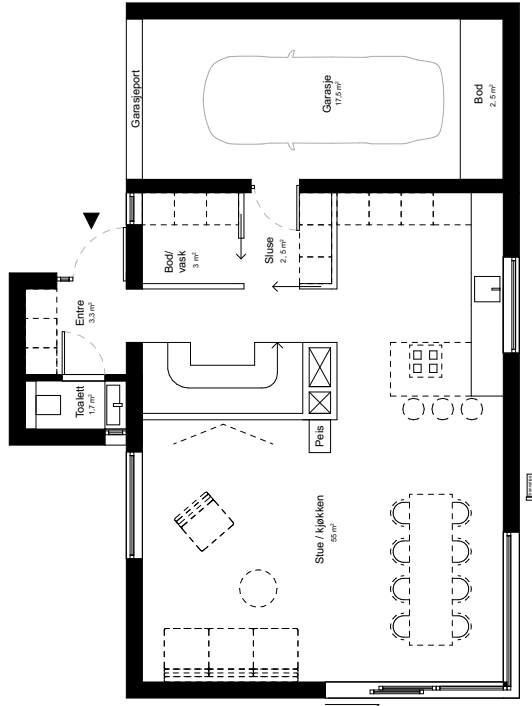 Garasjeport
Garasje
17,5 m²
Bod
2, 5 m²
Bod/
vask
3 m²
Sluse
2, 5 m²
Entre
3,3 m²
Toalett
1,7 m²
Peis
Stue / kjøkken
55 m²